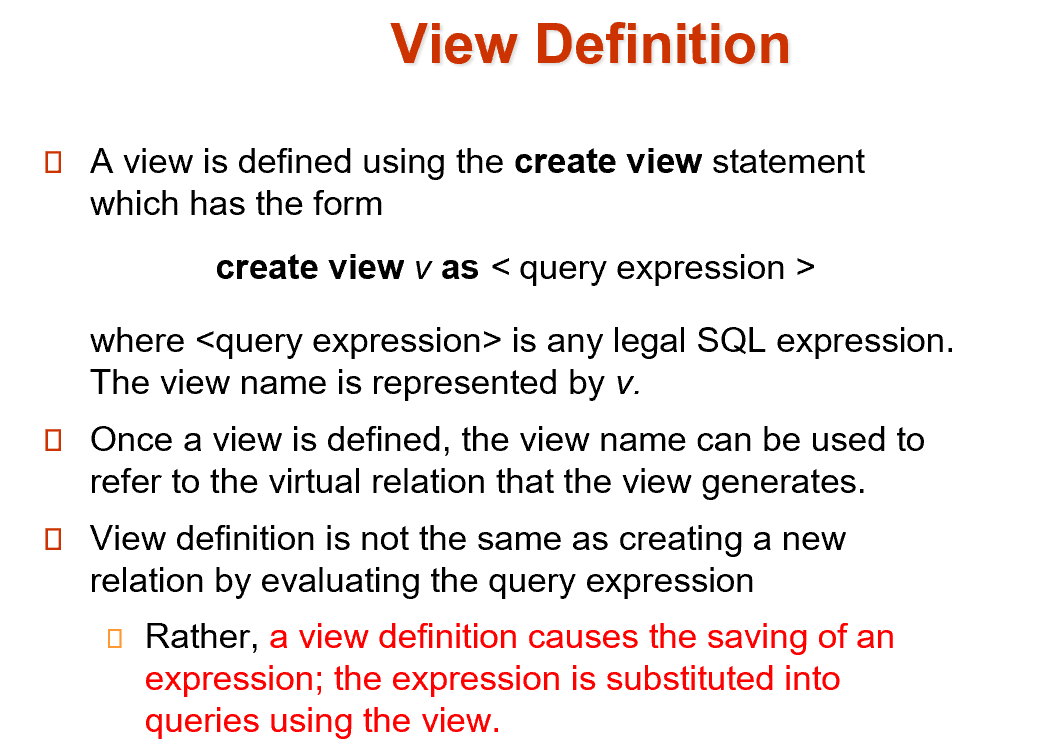 View Definition
A view is defined using the create view statement
which has the form
create view v as < query expression >
where <query expression> is any legal SQL expression.
The view name is represented by v.
Once a view is defined, the view name can be used to
refer to the virtual relation that the view generates.
View definition is not the same as creating a new
relation by evaluating the query expression
Rather, a view definition causes the saving of an
expression; the expression is substituted into
queries using the view.